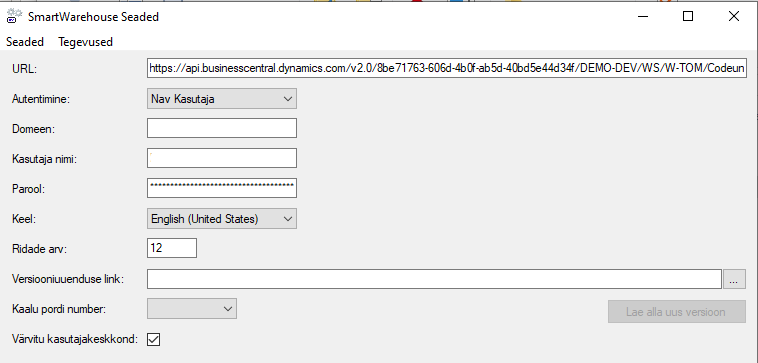 SmartWarehouse Seaded
Seaded Tegevused
URL: https://api.businesscentral.dynamics.com/v2.0/8be71763-606d-4b0f-ab5d-40bd5e44d34f/DEMO-DEV/WS/W-TOM/Codeun
Autentimine: Nav Kasutaja
Domeen:
Kasutaja nimi:
Parool: ************************************
Keel: English (United States)
Ridade arv: 12
Versiooniuuenduse link: ...
Kaalu pordi number: Lae alla uus versioon
Värvitu kasutajakeskkond: